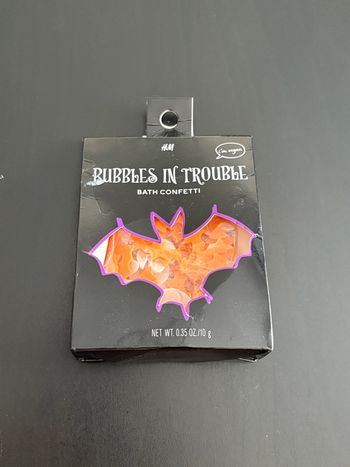 H&M
i'm vegan
BUBBLES IN TROUBLE
BATH CONFETTI
NET WT. 0.35 OZ./10 g